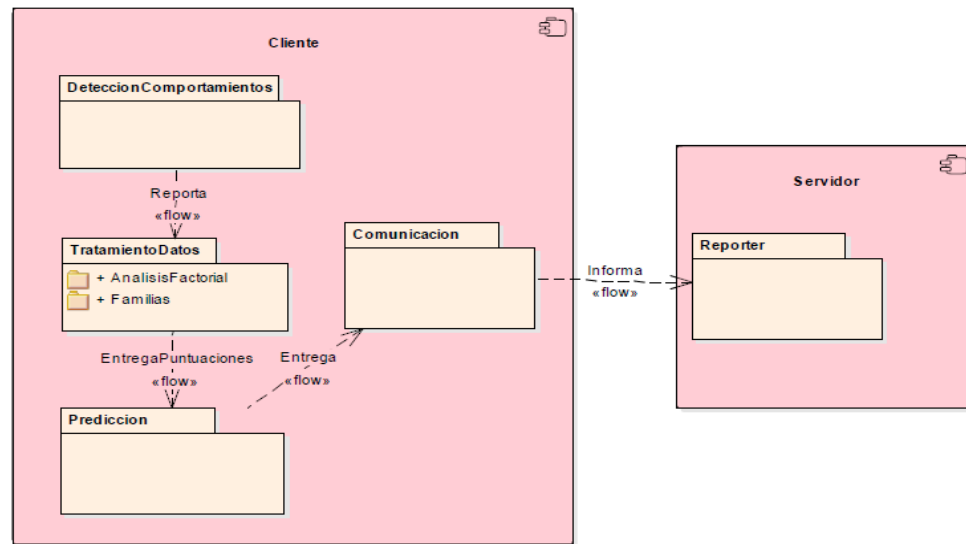 Cliente
DeteccionComportamientos
Reporta
«flow»
TratamientoDatos
+ AnalisisFactorial
+ Familias
EntregaPuntuaciones
«flow»
Prediccion
Entrega
«flow»
Comunicacion
Informa
«flow»
Servidor
Reporter